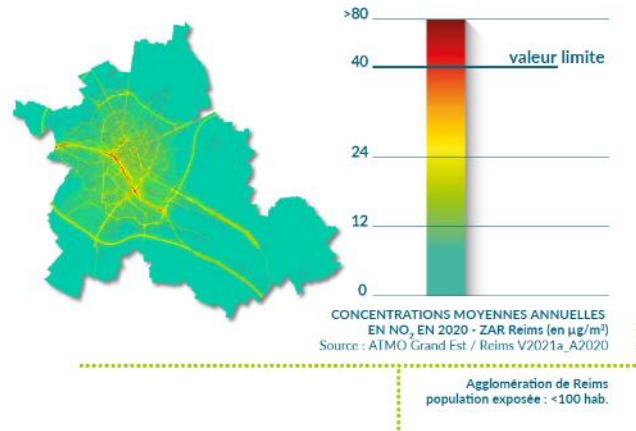 >80
valeur limite
40
24
12
0
CONCENTRATIONS MOYENNES ANNUELLES
EN NO₂ EN 2020 - ZAR Reims (en µg/m³)
Source : ATMO Grand Est / Reims V2021a_A2020
Agglomération de Reims
population exposée : <100 hab.